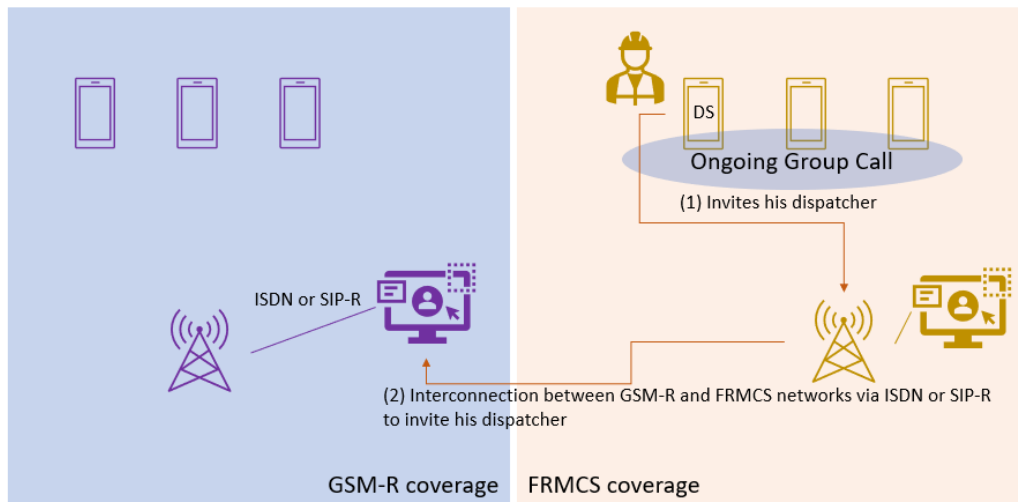 DS
Ongoing Group Call
(1) Invites his dispatcher
ISDN or SIP-R
(2) Interconnection between GSM-R and FRMCS networks via ISDN or SIP-R
to invite his dispatcher
GSM-R coverage
FRMCS coverage